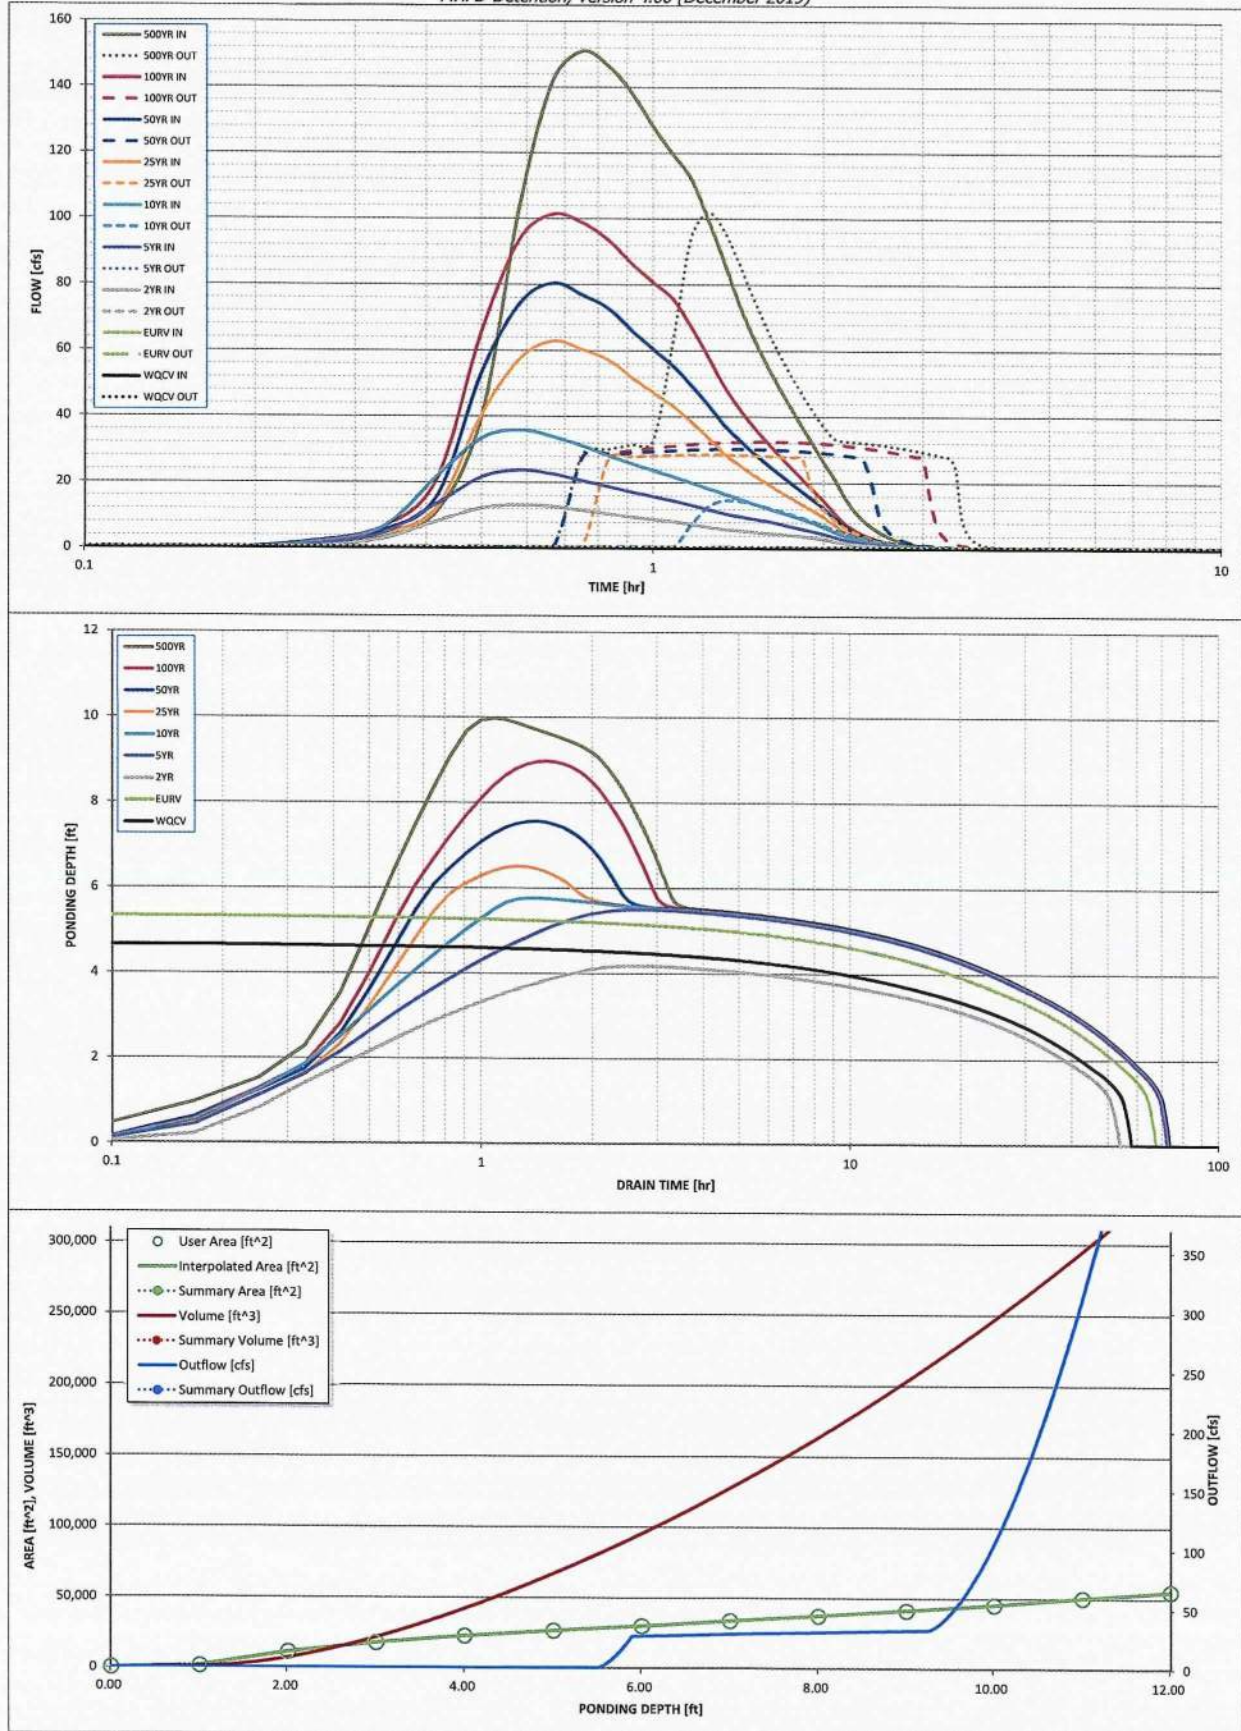 MHFD-Detention, Version 4.00 (December 2019)
160
140
120
100
80
60
40
20
0
FLOW [cfs]
500YR IN
500YR OUT
100YR IN
100YR OUT
50YR IN
50YR OUT
25YR IN
25YR OUT
10YR IN
10YR OUT
5YR IN
5YR OUT
2YR IN
2YR OUT
EURV IN
EURV OUT
WQCV IN
WQCV OUT
0.1
1
10
TIME [hr]
12
10
8
6
4
2
0
PONDING DEPTH [ft]
500YR
100YR
50YR
25YR
10YR
5YR
2YR
EURV
WQCV
0.1
1
10
100
DRAIN TIME [hr]
300,000
250,000
200,000
150,000
100,000
50,000
0
AREA [ft^2], VOLUME [ft^3]
User Area [ft^2]
Interpolated Area [ft^2]
Summary Area [ft^2]
Volume [ft^3]
Summary Volume [ft^3]
Outflow [cfs]
Summary Outflow [cfs]
350
300
250
200
150
100
50
0
OUTFLOW [cfs]
0.00
2.00
4.00
6.00
8.00
10.00
12.00
PONDING DEPTH [ft]